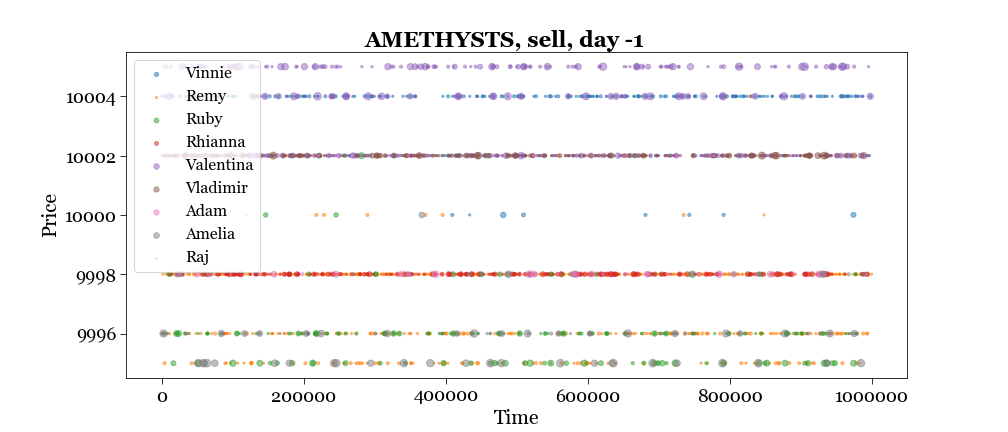 AMETHYSTS, sell, day -1
Price
10004
10002
10000
9998
9996
Vinnie
Remy
Ruby
Rhianna
Valentina
Vladimir
Adam
Amelia
Raj
0 200000 400000 600000 800000 1000000
Time